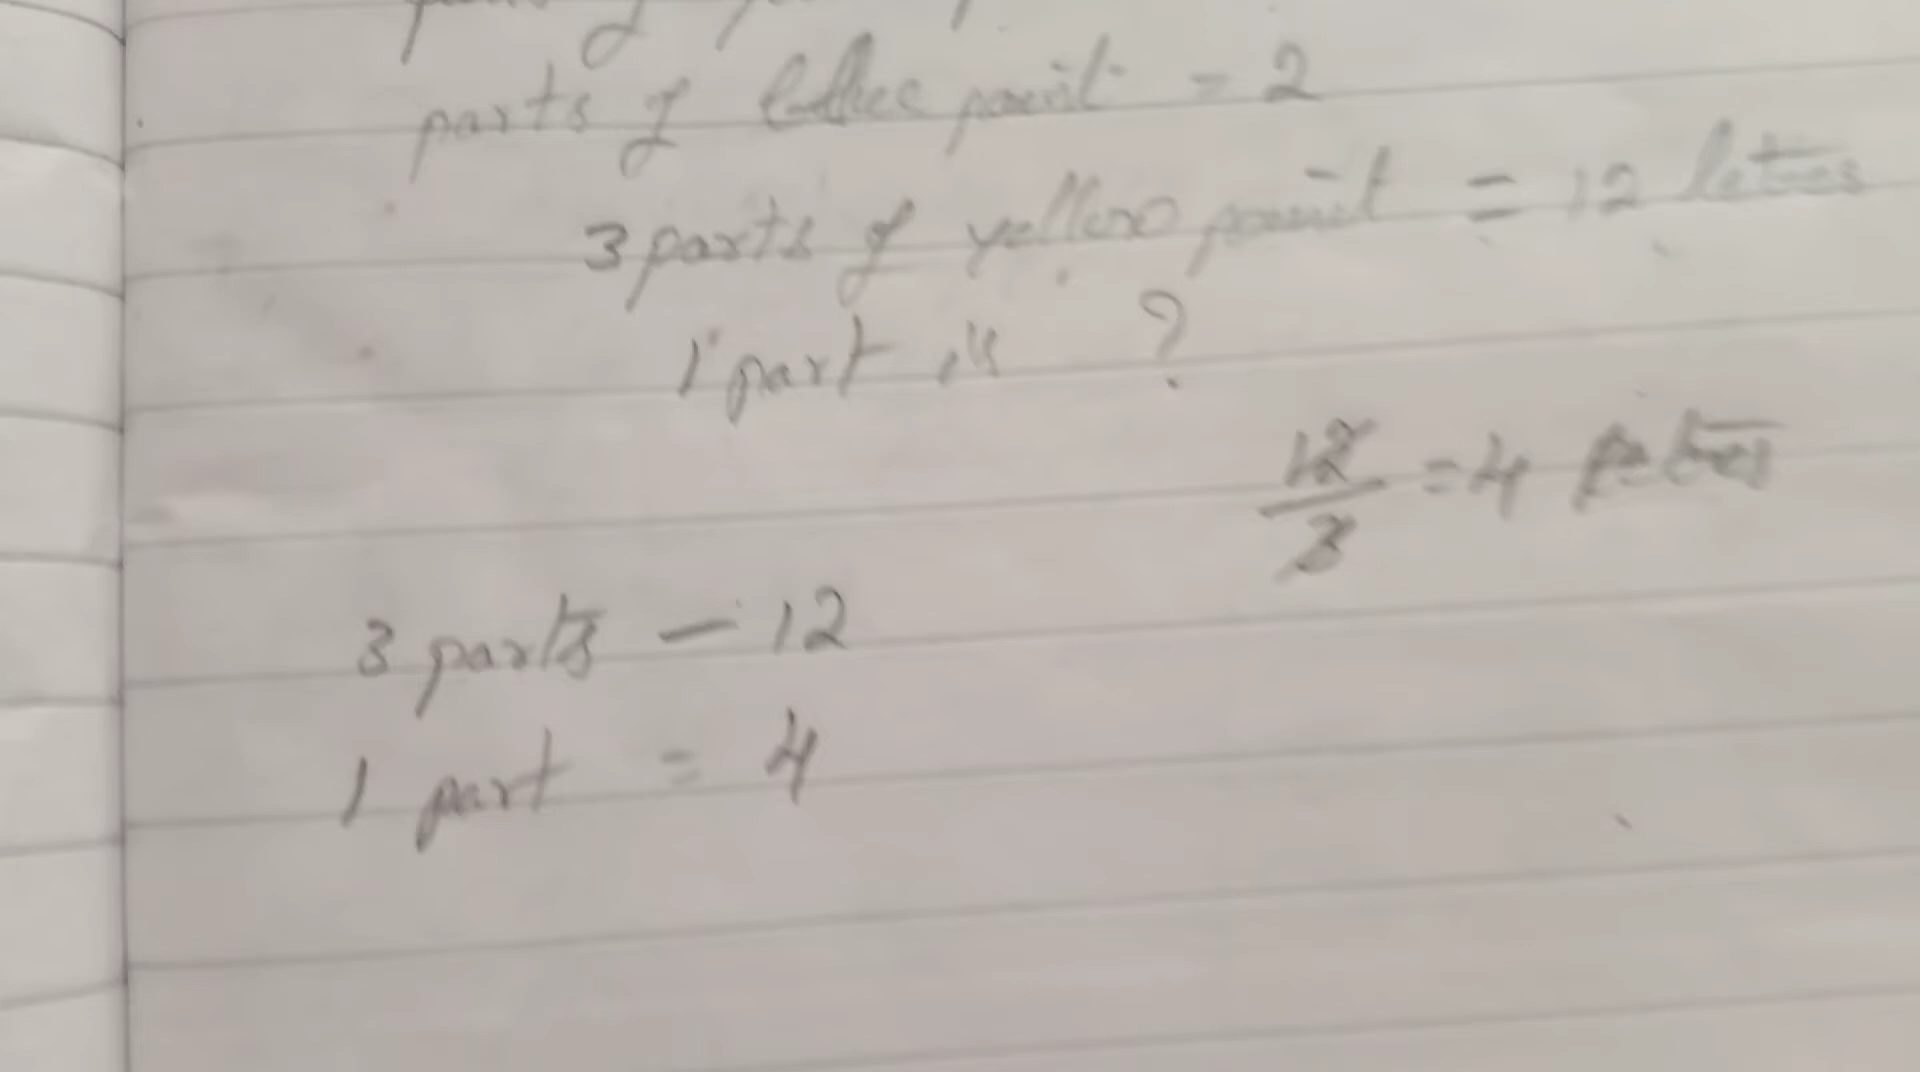 parts of blue paint = 2
3 parts of yellow paint = 12 litres
1 part is ?
12/3 = 4 litres
3 parts — 12
1 part = 4